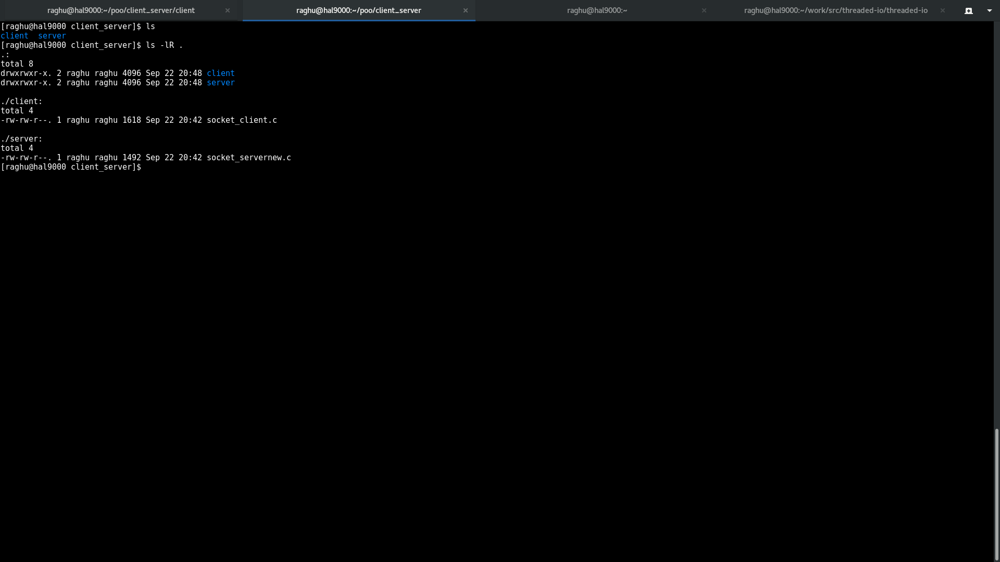 raghu@hal9000:~/poo/client_server/client raghu@hal9000:~/poo/client_server raghu@hal9000:~ raghu@hal9000:~/work/src/threaded-io/threaded-io
[raghu@hal9000 client_server]$ ls
client  server
[raghu@hal9000 client_server]$ ls -lR .
.:
total 8
drwxrwxr-x. 2 raghu raghu 4096 Sep 22 20:48 client
drwxrwxr-x. 2 raghu raghu 4096 Sep 22 20:48 server
./client:
total 4
-rw-rw-r--. 1 raghu raghu 1618 Sep 22 20:42 socket_client.c
./server:
total 4
-rw-rw-r--. 1 raghu raghu 1492 Sep 22 20:42 socket_servernew.c
[raghu@hal9000 client_server]$